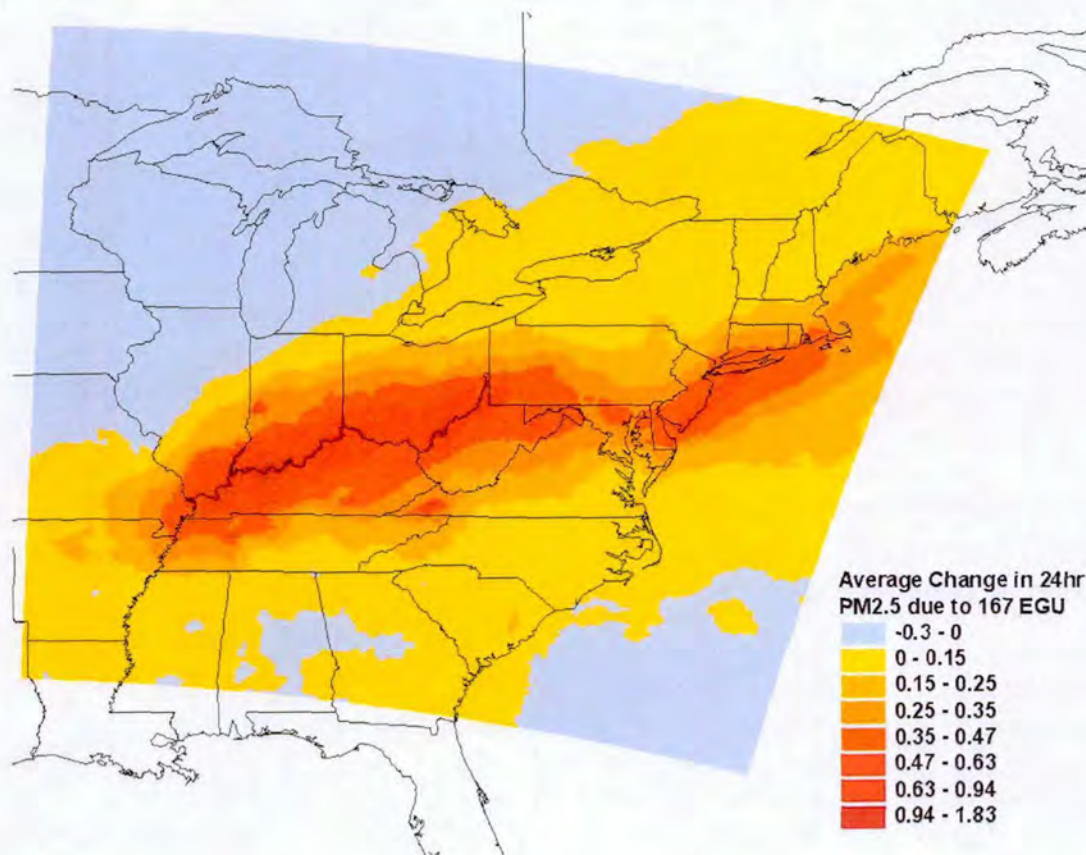 Average Change in 24hr
PM2.5 due to 167 EGU
-0.3 - 0
0 - 0.15
0.15 - 0.25
0.25 - 0.35
0.35 - 0.47
0.47 - 0.63
0.63 - 0.94
0.94 - 1.83